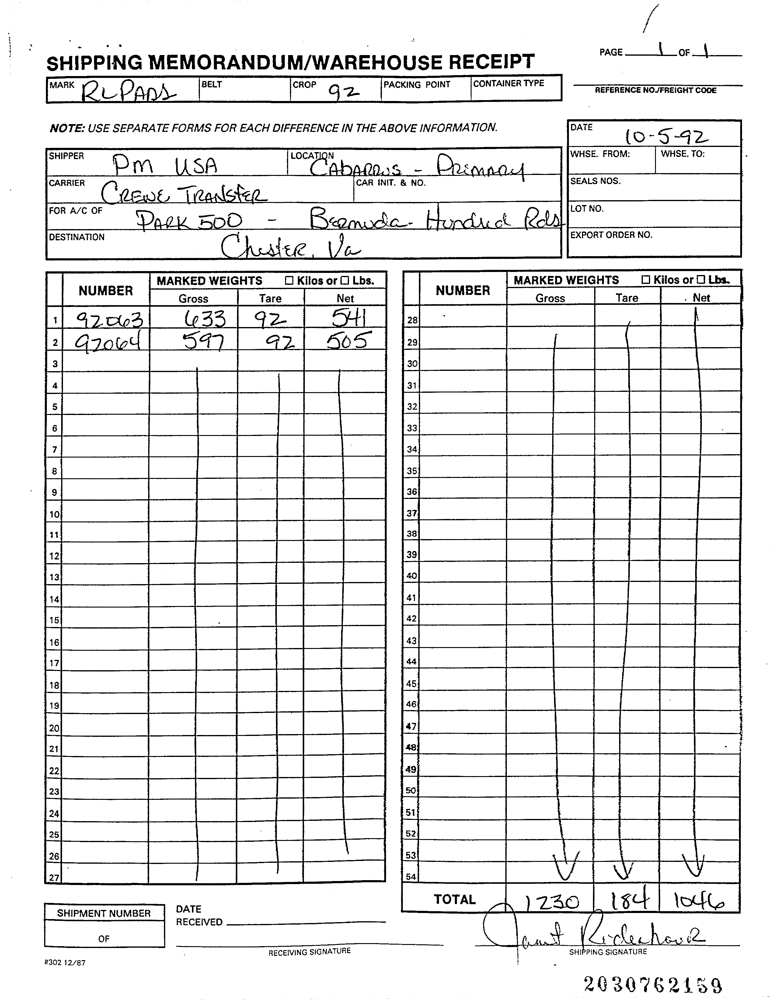 PAGE 1 OF 1
SHIPPING MEMORANDUM/WAREHOUSE RECEIPT
MARK RLPADS BELT CROP 92 PACKING POINT CONTAINER TYPE
REFERENCE NO./FREIGHT CODE
NOTE: USE SEPARATE FORMS FOR EACH DIFFERENCE IN THE ABOVE INFORMATION.
DATE 10-5-92
SHIPPER PM USA LOCATION CABARRUS - PRIMARY
WHSE. FROM: WHSE. TO:
CARRIER CREWE TRANSFER CAR INIT. & NO.
SEALS NOS.
FOR A/C OF PARK 500 - Bermuda- Hundred Rds
LOT NO.
DESTINATION Chester, Va
EXPORT ORDER NO.
NUMBER MARKED WEIGHTS Kilos or Lbs. NUMBER MARKED WEIGHTS Kilos or Lbs.
Gross Tare Net Gross Tare Net
1 92063 633 92 541 28
2 92064 597 92 505 29
3 30
4 31
5 32
6 33
7 34
8 35
9 36
10 37
11 38
12 39
13 40
14 41
15 42
16 43
17 44
18 45
19 46
20 47
21 48
22 49
23 50
24 51
25 52
26 53
27 54
TOTAL 1230 184 1046
SHIPMENT NUMBER
OF
DATE
RECEIVED
RECEIVING SIGNATURE
SHIPPING SIGNATURE
#302 12/87
2030762159